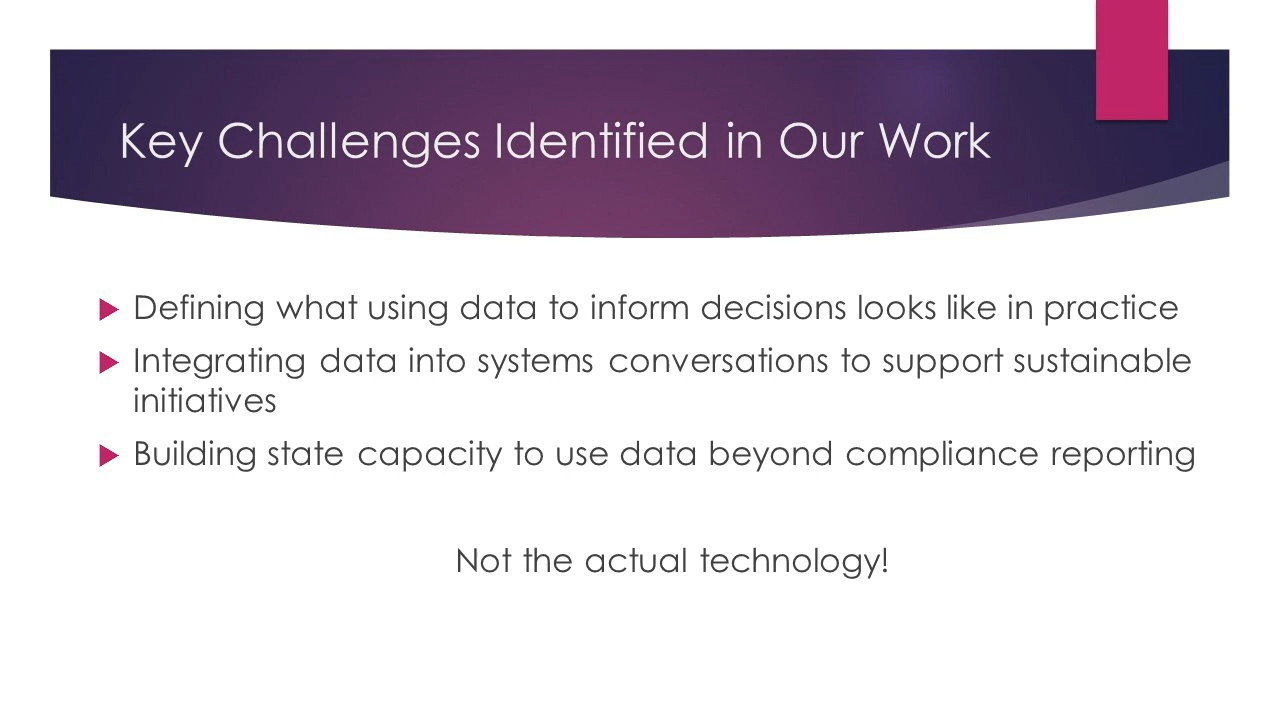 Key Challenges Identified in Our Work
Defining what using data to inform decisions looks like in practice
Integrating data into systems conversations to support sustainable
initiatives
Building state capacity to use data beyond compliance reporting
Not the actual technology!